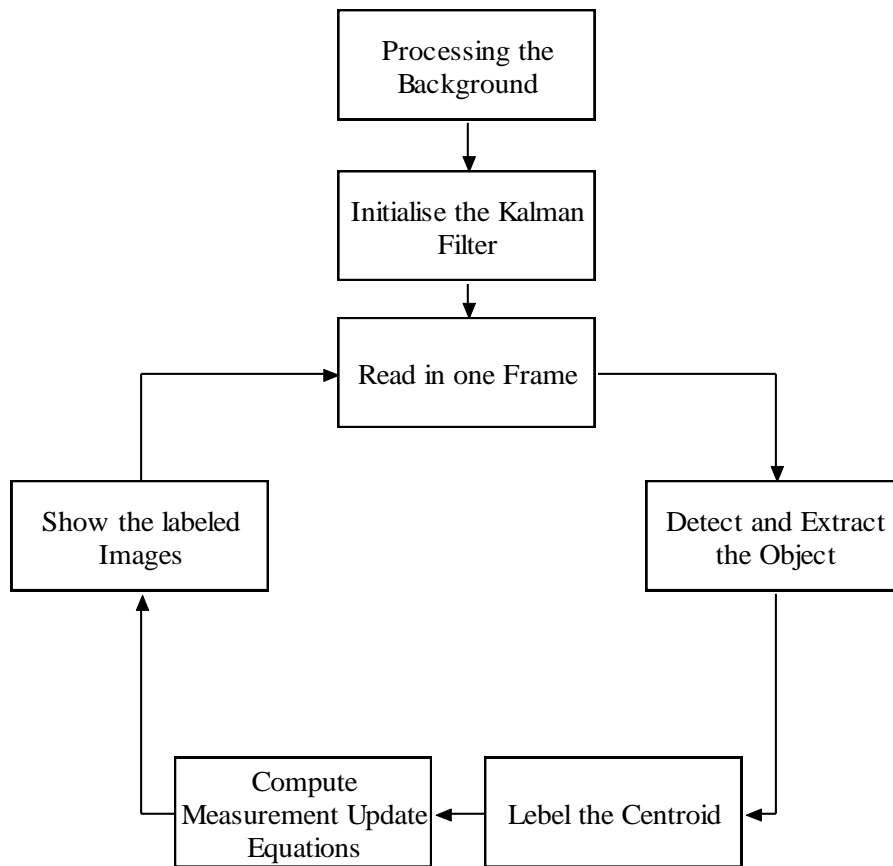 Processing the
Background
Initialise the Kalman
Filter
Read in one Frame
Detect and Extract
the Object
Lebel the Centroid
Compute
Measurement Update
Equations
Show the labeled
Images